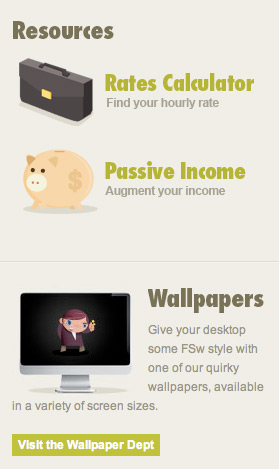 Resources
Rates Calculator
Find your hourly rate
$
Passive Income
Augment your income
Wallpapers
Give your desktop
some FSw style with
one of our quirky
wallpapers, available
in a variety of screen sizes.
Visit the Wallpaper Dept